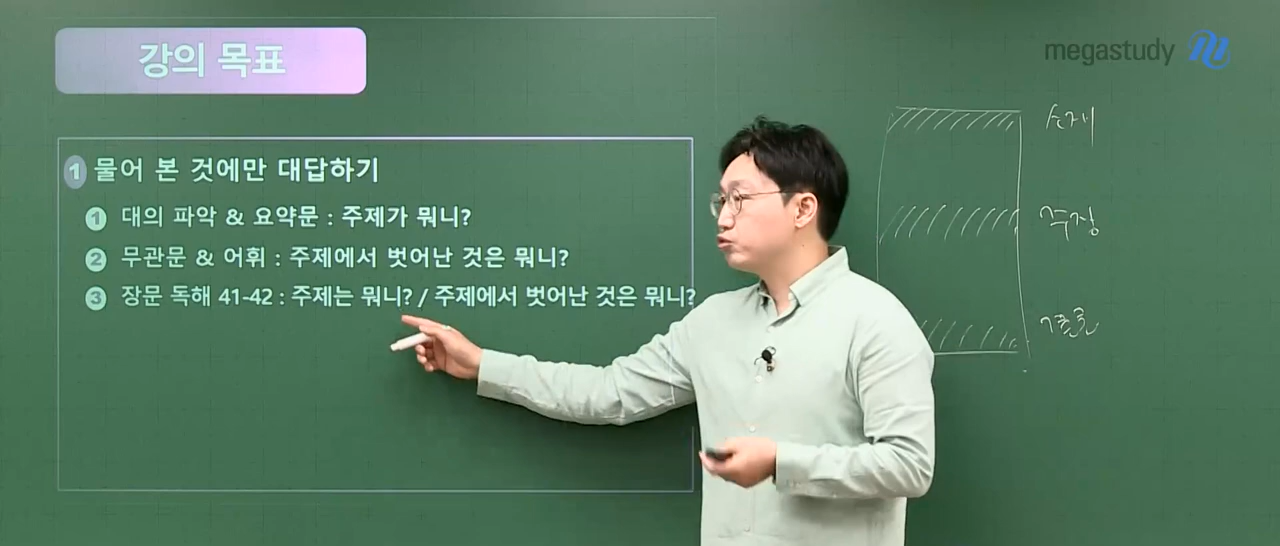 강의 목표
megastudy
1 물어 본 것에만 대답하기
1 대의 파악 & 요약문 : 주제가 뭐니?
2 무관문 & 어휘 : 주제에서 벗어난 것은 뭐니?
3 장문 독해 41-42 : 주제는 뭐니? / 주제에서 벗어난 것은 뭐니?
소재
주장
결론